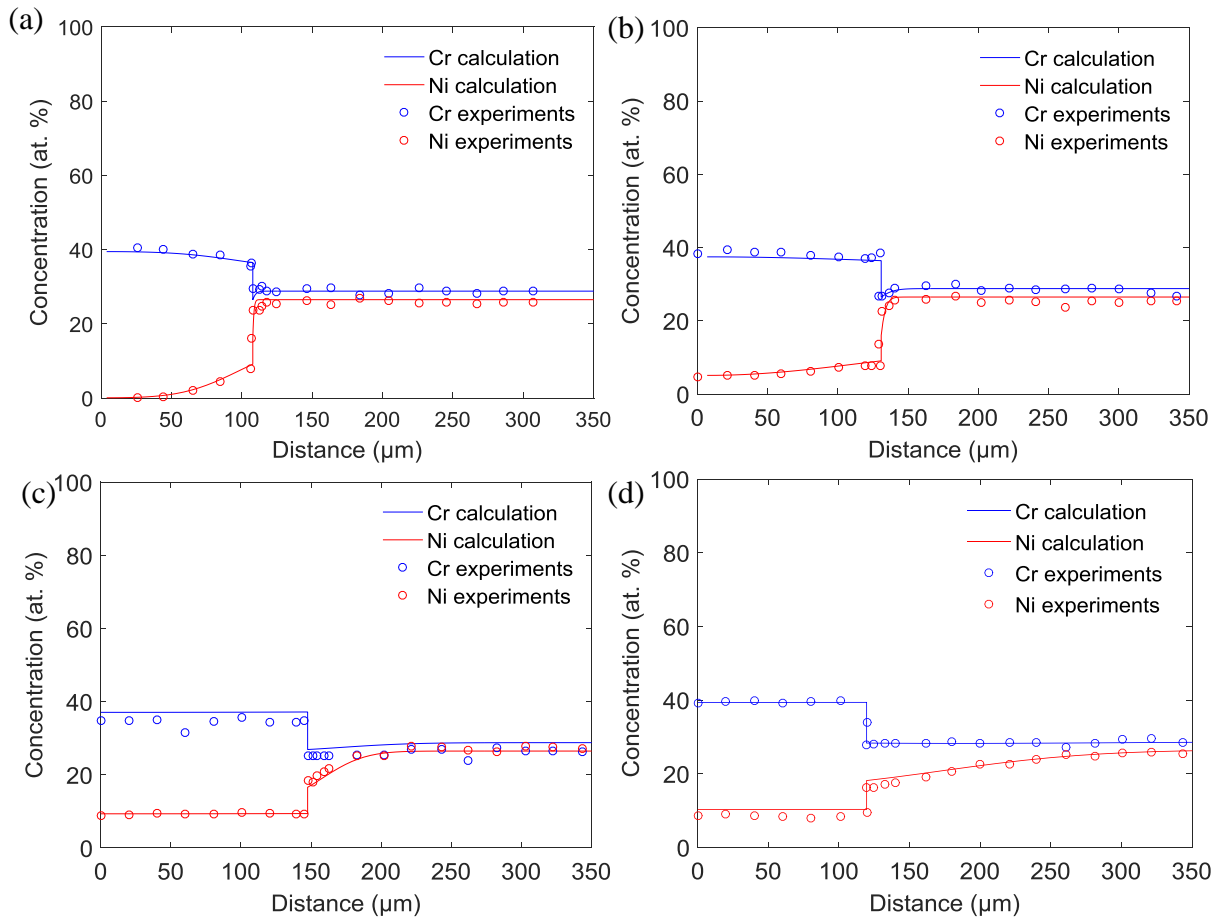 (a)
100
80
60
40
20
0
Concentration (at. %)
Cr calculation
Ni calculation
Cr experiments
Ni experiments
0 50 100 150 200 250 300 350
Distance (μm)
(b)
100
80
60
40
20
0
Concentration (at. %)
Cr calculation
Ni calculation
Cr experiments
Ni experiments
0 50 100 150 200 250 300 350
Distance (μm)
(c)
100
80
60
40
20
0
Concentration (at. %)
Cr calculation
Ni calculation
Cr experiments
Ni experiments
0 50 100 150 200 250 300 350
Distance (μm)
(d)
100
80
60
40
20
0
Concentration (at. %)
Cr calculation
Ni calculation
Cr experiments
Ni experiments
0 50 100 150 200 250 300 350
Distance (μm)